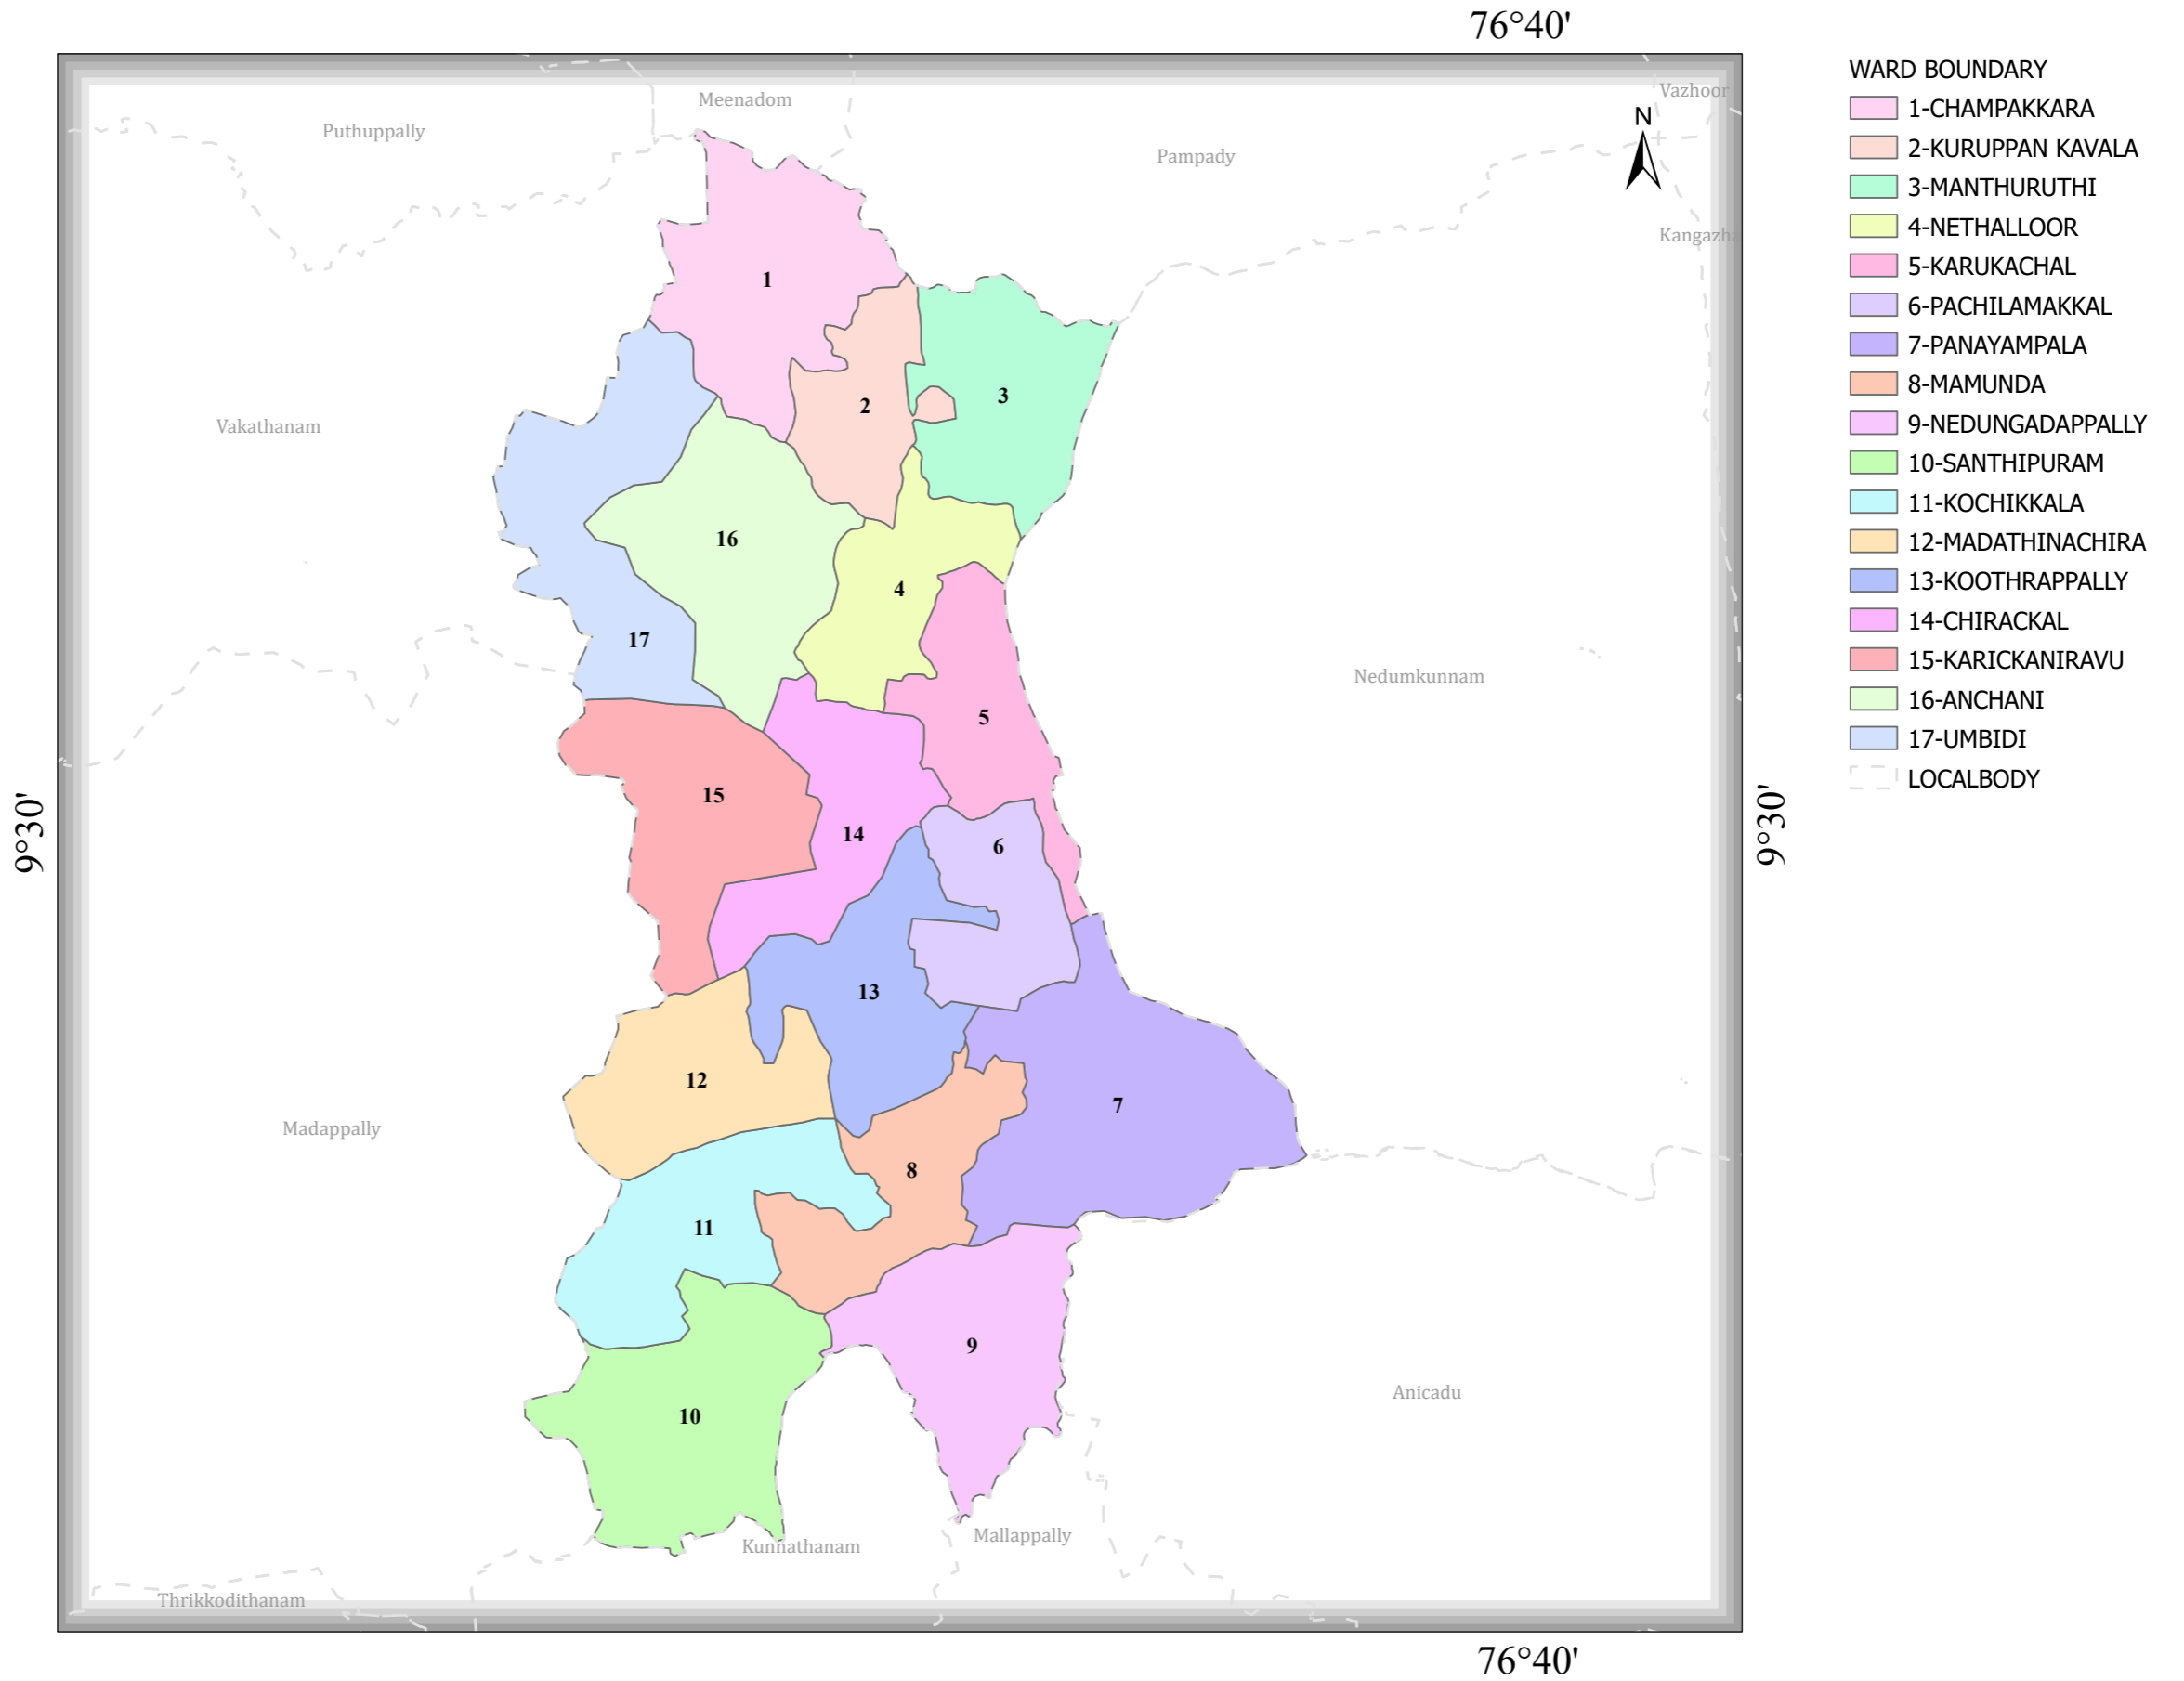 76°40'
WARD BOUNDARY
1-CHAMPAKKARA
2-KURUPPAN KAVALA
3-MANTHURUTHI
4-NETHALLOOR
5-KARUKACHAL
6-PACHILAMAKKAL
7-PANAYAMPALA
8-MAMUNDA
9-NEDUNGADAPPALLY
10-SANTHIPURAM
11-KOCHIKKALA
12-MADATHINACHIRA
13-KOOTHRAPPALLY
14-CHIRACKAL
15-KARICKANIRAVU
16-ANCHANI
17-UMBIDI
LOCALBODY
Vazhoor
Meenadom
N
Puthuppally
Pampady
Kangazha
1
3
2
Vakathanam
16
4
17
Nedumkunnam
5
15
9°30'
9°30'
14
6
13
12
7
Madappally
8
11
9
Anicadu
10
Mallappally
Kunnathanam
Thrikkodithanam
76°40'